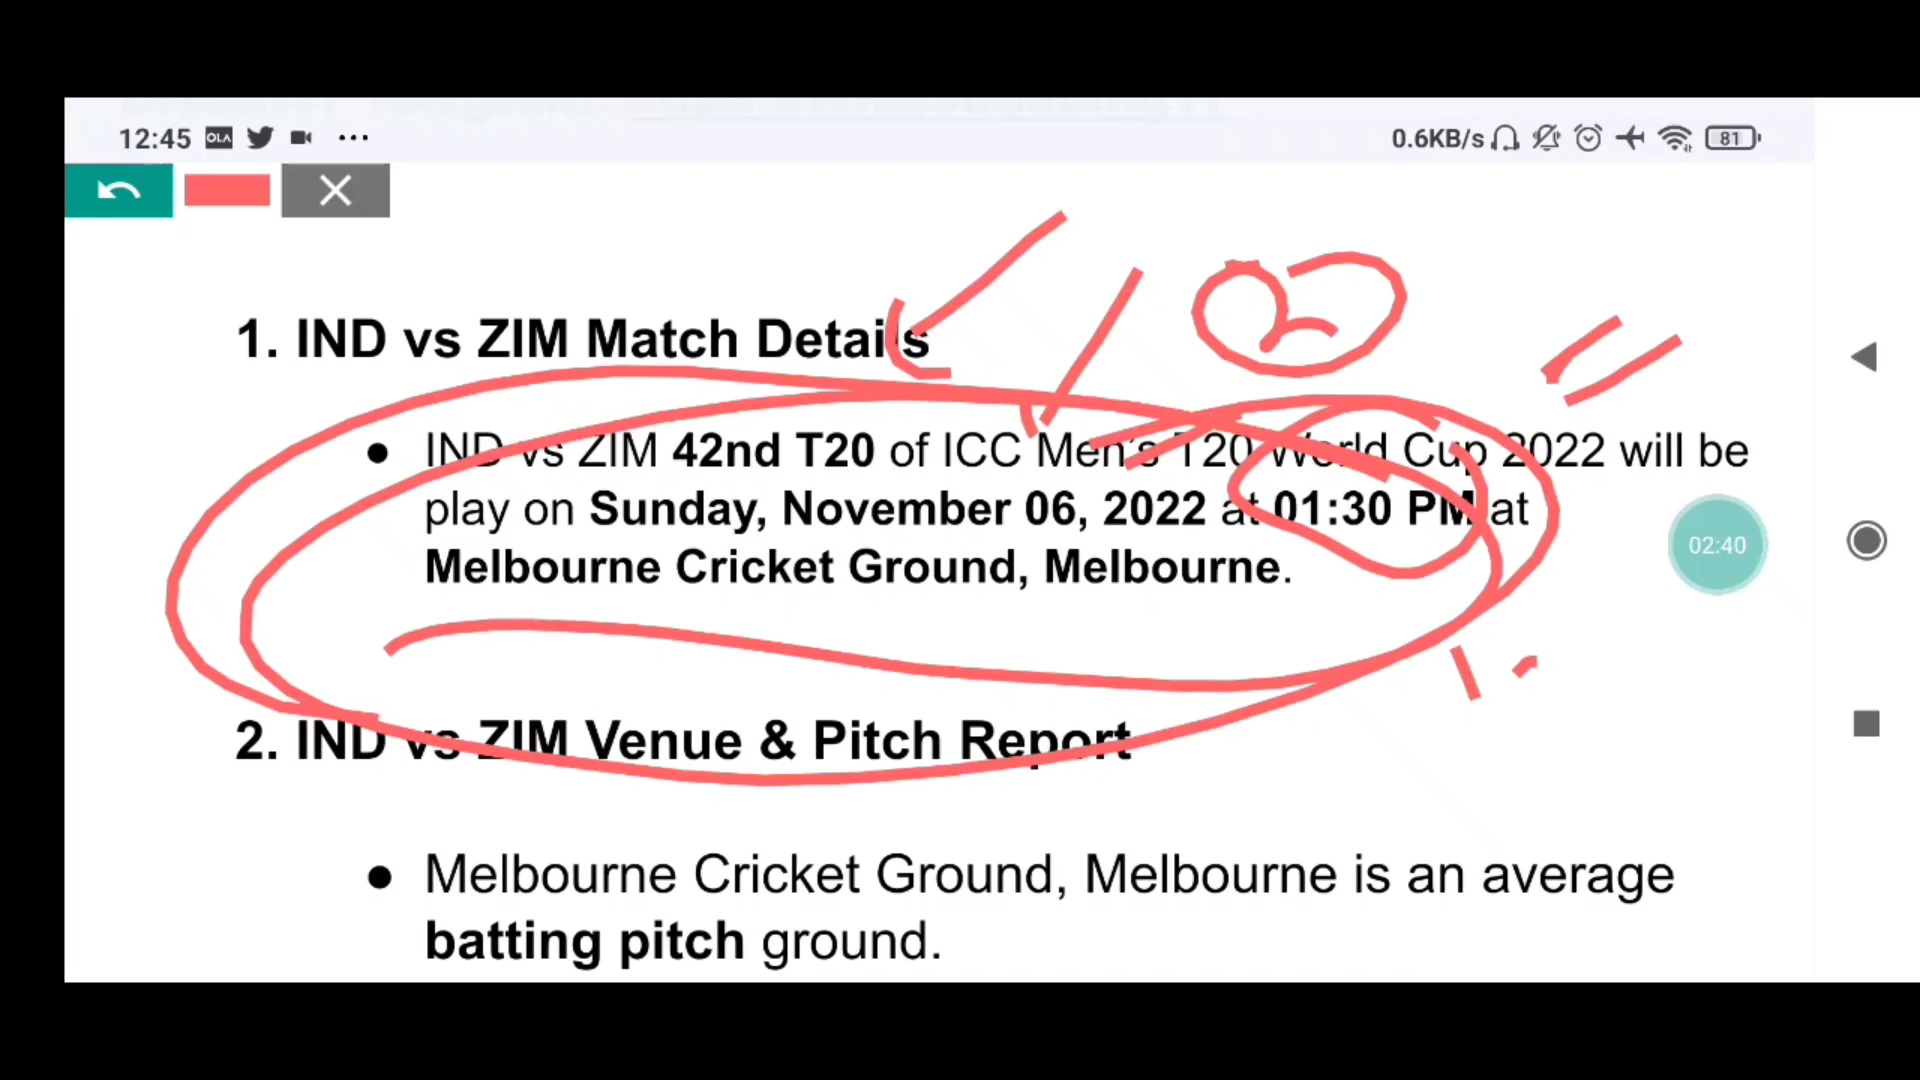 12:45 OLA ... 0.6KB/s 81
1. IND vs ZIM Match Details
● IND vs ZIM 42nd T20 of ICC Men's T20 World Cup 2022 will be
play on Sunday, November 06, 2022 at 01:30 PM at
Melbourne Cricket Ground, Melbourne.
02:40
2. IND vs ZIM Venue & Pitch Report
● Melbourne Cricket Ground, Melbourne is an average
batting pitch ground.